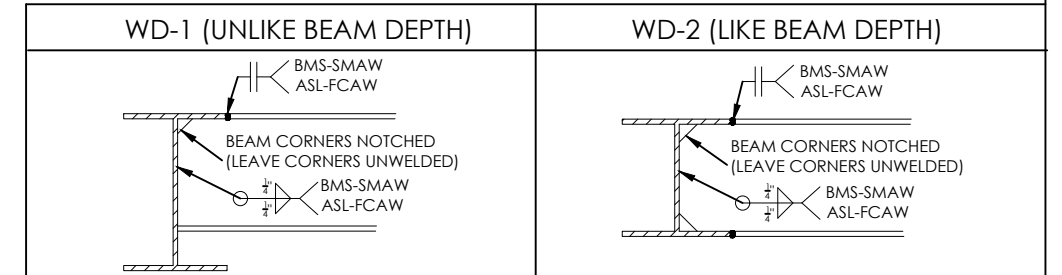 WD-1 (UNLIKE BEAM DEPTH)
BMS-SMAW
ASL-FCAW
BEAM CORNERS NOTCHED
(LEAVE CORNERS UNWELDED)
1/4"
1/4"
BMS-SMAW
ASL-FCAW
WD-2 (LIKE BEAM DEPTH)
BMS-SMAW
ASL-FCAW
BEAM CORNERS NOTCHED
(LEAVE CORNERS UNWELDED)
1/4"
1/4"
BMS-SMAW
ASL-FCAW